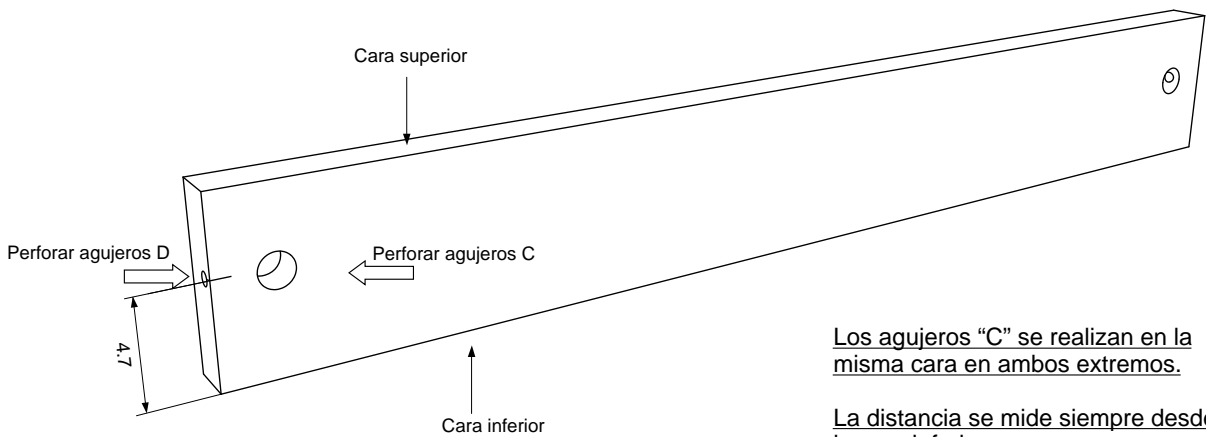 Cara superior
Perforar agujeros D
Perforar agujeros C
4.7
Los agujeros “C” se realizan en la
misma cara en ambos extremos.
La distancia se mide siempre desde
Cara inferior